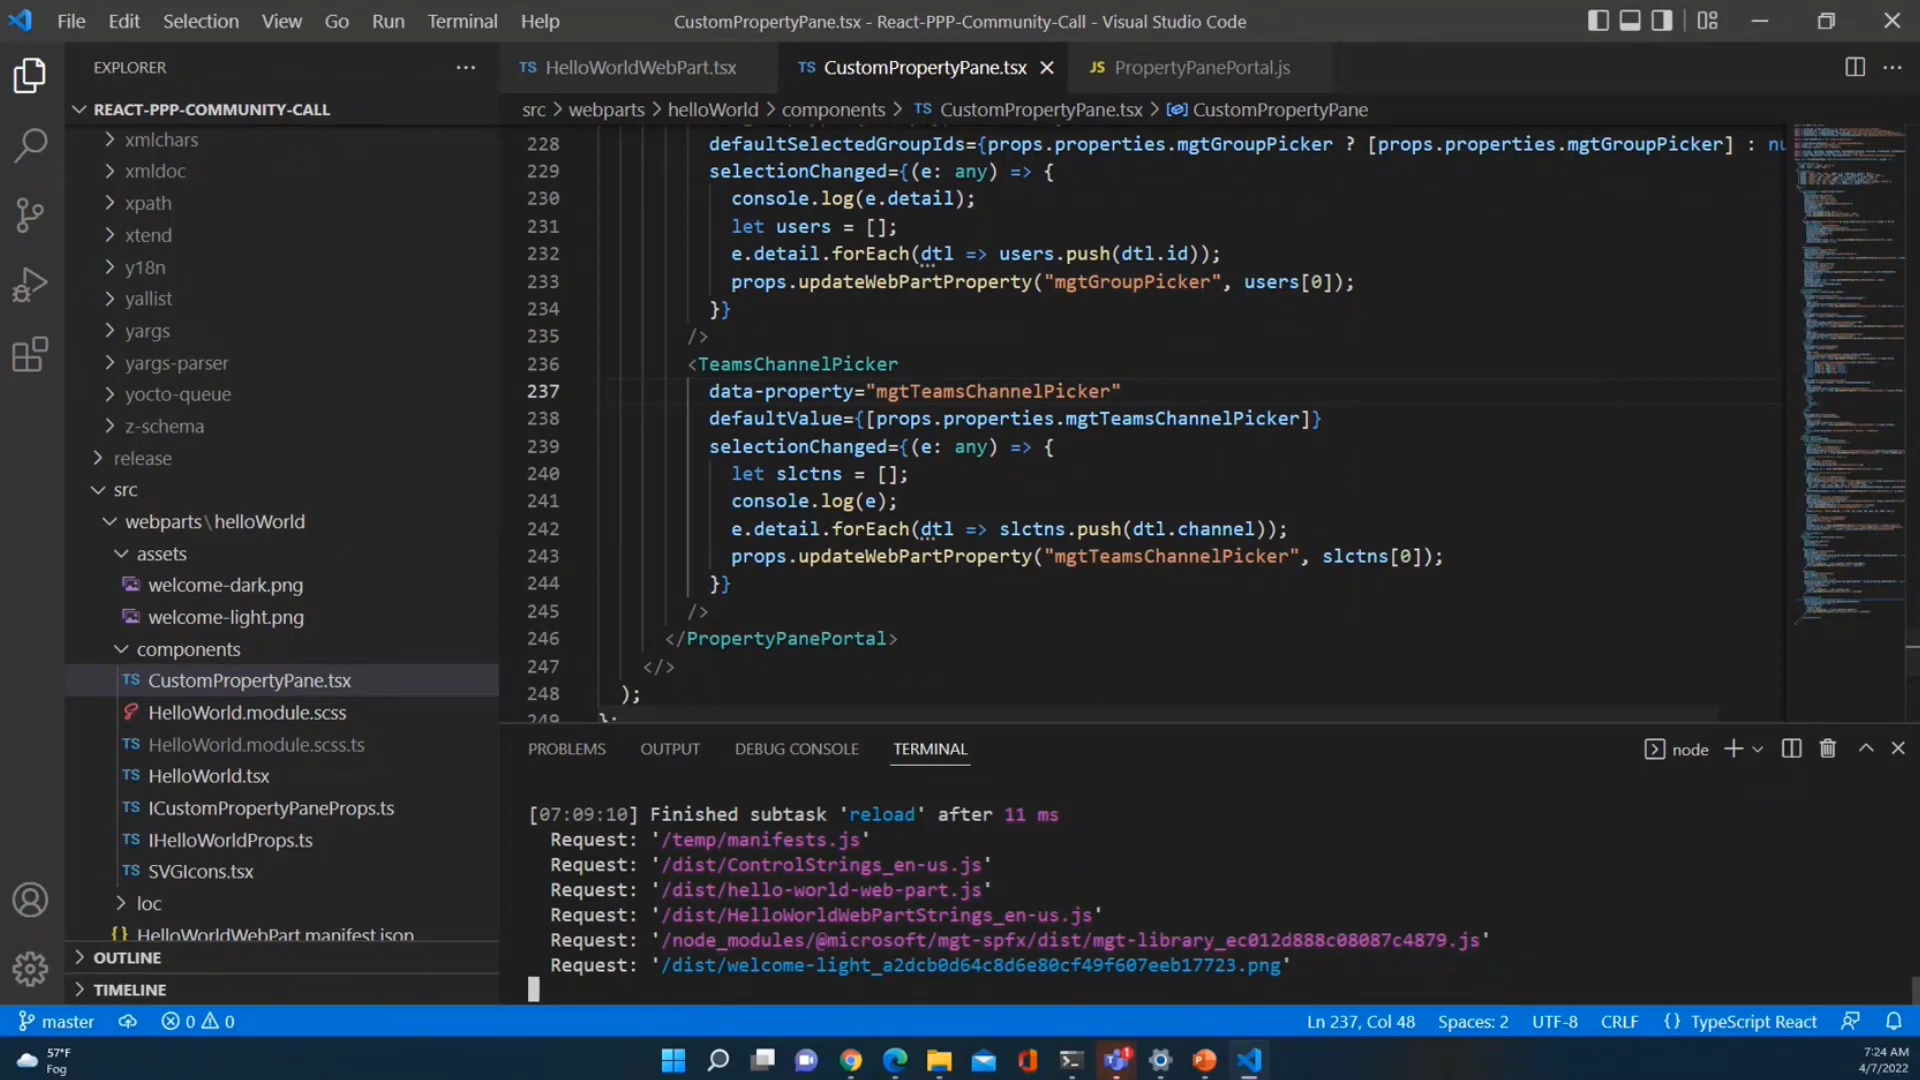 File Edit Selection View Go Run Terminal Help
CustomPropertyPane.tsx - React-PPP-Community-Call - Visual Studio Code
EXPLORER
REACT-PPP-COMMUNITY-CALL
xmlchars
xmldoc
xpath
xtend
y18n
yallist
yargs
yargs-parser
yocto-queue
z-schema
release
src
webparts\helloWorld
assets
welcome-dark.png
welcome-light.png
components
TS CustomPropertyPane.tsx
HelloWorld.module.scss
TS HelloWorld.module.scss.ts
TS HelloWorld.tsx
TS ICustomPropertyPaneProps.ts
TS IHelloWorldProps.ts
TS SVGIcons.tsx
loc
{} HelloWorldWebPart.manifest.json
OUTLINE
TIMELINE
TS HelloWorldWebPart.tsx
TS CustomPropertyPane.tsx
JS PropertyPanePortal.js
src > webparts > helloWorld > components > TS CustomPropertyPane.tsx > CustomPropertyPane
228 defaultSelectedGroupIds={props.properties.mgtGroupPicker ? [props.properties.mgtGroupPicker] : nu
229 selectionChanged={(e: any) => {
230 console.log(e.detail);
231 let users = [];
232 e.detail.forEach(dtl => users.push(dtl.id));
233 props.updateWebPartProperty("mgtGroupPicker", users[0]);
234 }}
235 />
236 <TeamsChannelPicker
237 data-property="mgtTeamsChannelPicker"
238 defaultValue={[props.properties.mgtTeamsChannelPicker]}
239 selectionChanged={(e: any) => {
240 let slctns = [];
241 console.log(e);
242 e.detail.forEach(dtl => slctns.push(dtl.channel));
243 props.updateWebPartProperty("mgtTeamsChannelPicker", slctns[0]);
244 }}
245 />
246 </PropertyPanePortal>
247 </>
248 );
249 };
PROBLEMS OUTPUT DEBUG CONSOLE TERMINAL
node
[07:09:10] Finished subtask 'reload' after 11 ms
Request: '/temp/manifests.js'
Request: '/dist/ControlStrings_en-us.js'
Request: '/dist/hello-world-web-part.js'
Request: '/dist/HelloWorldWebPartStrings_en-us.js'
Request: '/node_modules/@microsoft/mgt-spfx/dist/mgt-library_ec012d888c08087c4879.js'
Request: '/dist/welcome-light_a2dcb0d64c8d6e80cf49f607eeb17723.png'
master
0 0
Ln 237, Col 48 Spaces: 2 UTF-8 CRLF {} TypeScript React
57°F
Fog
1
7:24 AM
4/7/2022